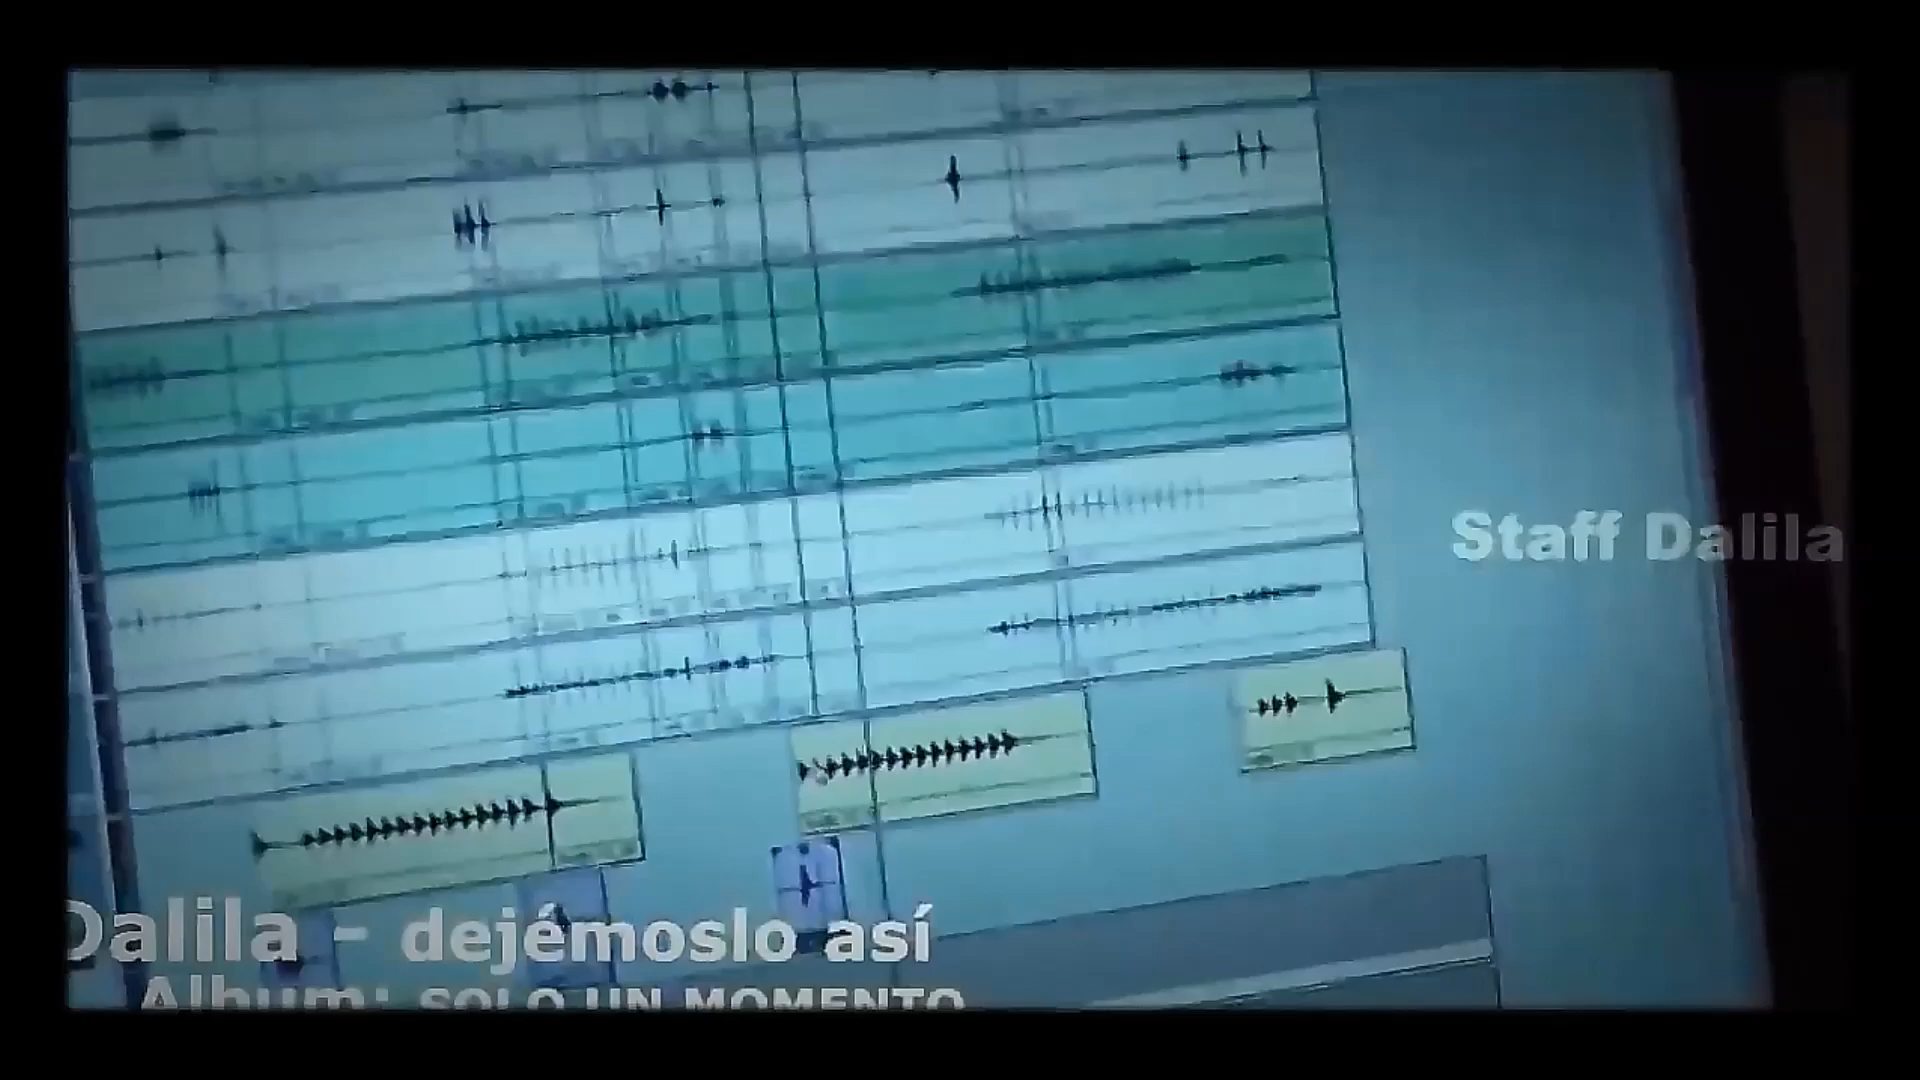 Staff Dalila
Dalila - dejémoslo así
Album: SOLO UN MOMENTO